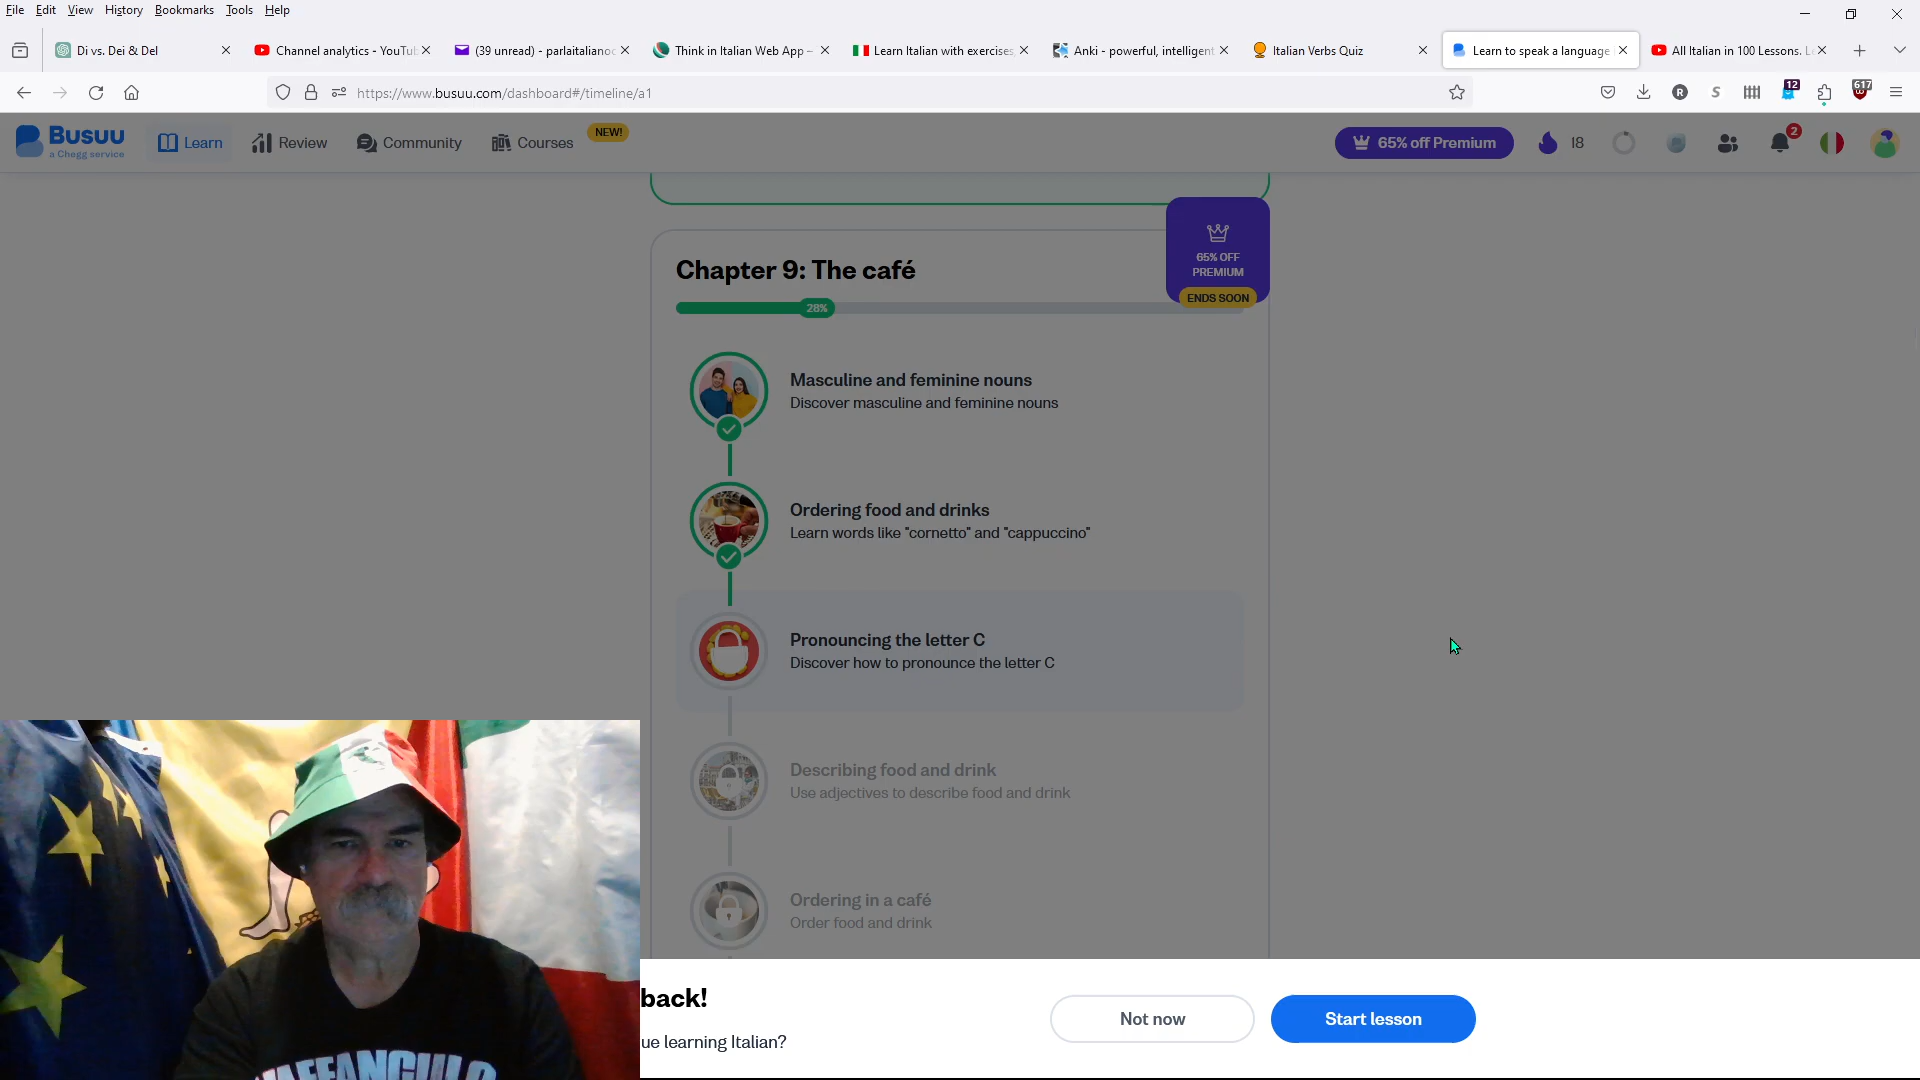 File Edit View History Bookmarks Tools Help
Di vs. Dei & Del
Channel analytics - YouTub
(39 unread) - parlaitaliano
Think in Italian Web App –
Learn Italian with exercises,
Anki - powerful, intelligent
Italian Verbs Quiz
Learn to speak a language
All Italian in 100 Lessons. L
https://www.busuu.com/dashboard#/timeline/a1
R
S
12
617
Busuu
a Chegg service
Learn
Review
Community
Courses
NEW!
65% off Premium
18
2
65% OFF
PREMIUM
ENDS SOON
Chapter 9: The café
28%
Masculine and feminine nouns
Discover masculine and feminine nouns
Ordering food and drinks
Learn words like "cornetto" and "cappuccino"
Pronouncing the letter C
Discover how to pronounce the letter C
Describing food and drink
Use adjectives to describe food and drink
Ordering in a café
Order food and drink
back!
ue learning Italian?
Not now
Start lesson
VAFFANCULO